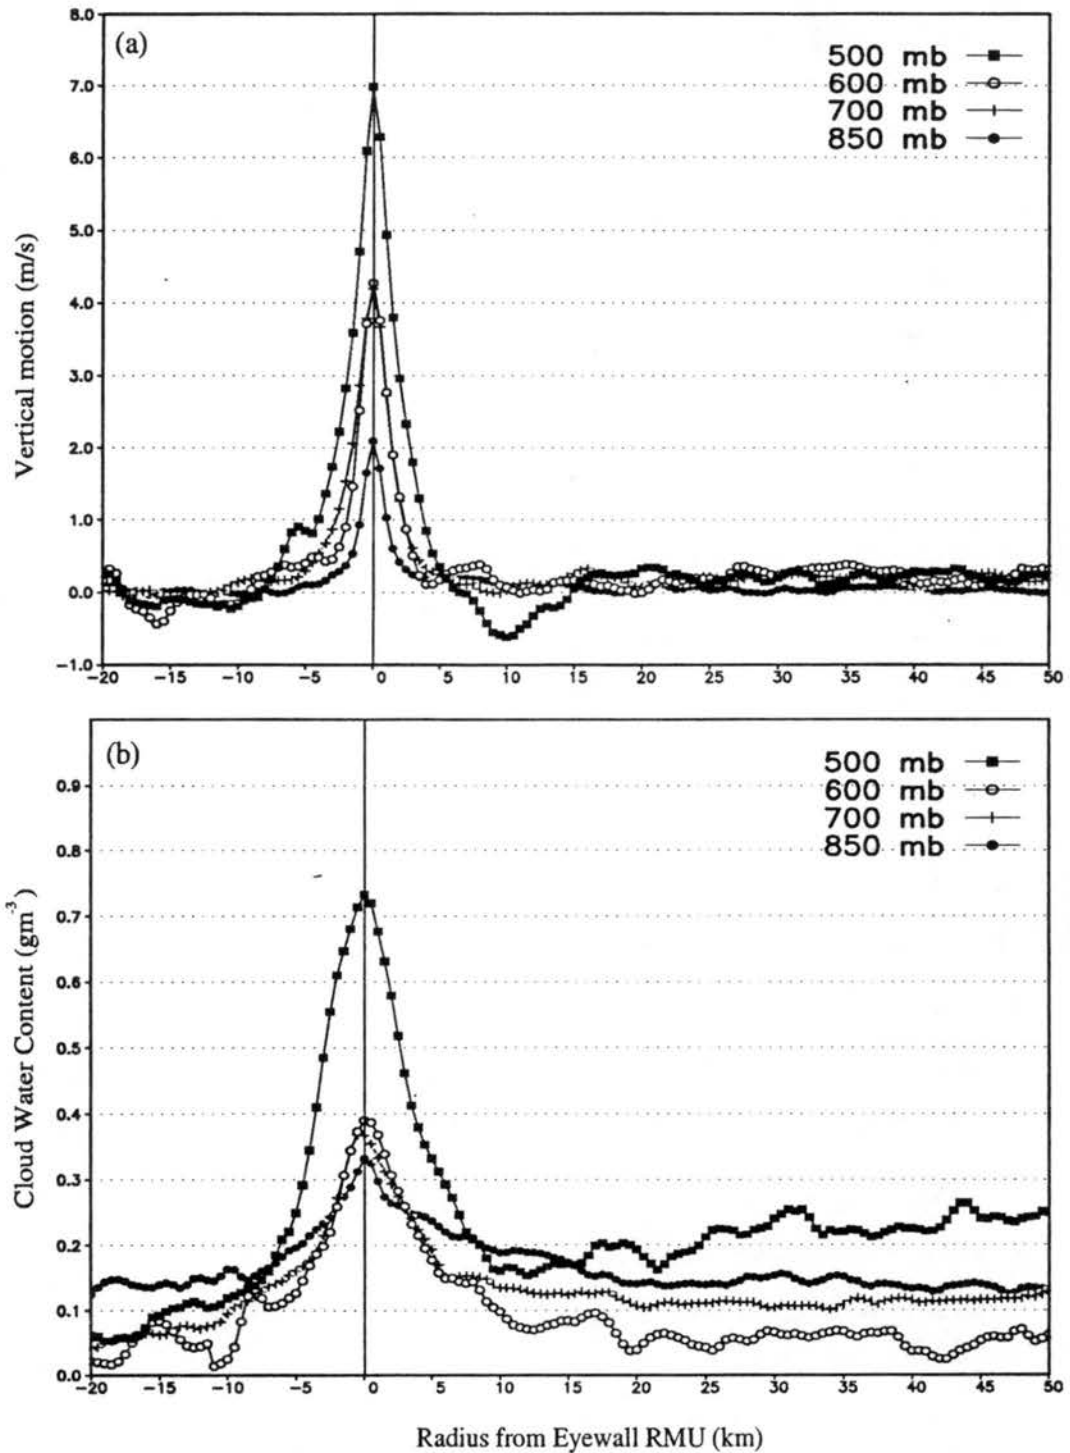 (a)
500 mb
600 mb
700 mb
850 mb
8.0
7.0
6.0
5.0
4.0
3.0
2.0
1.0
0.0
−1.0
Vertical motion (m/s)
−20 −15 −10 −5 0 5 10 15 20 25 30 35 40 45 50
(b)
500 mb
600 mb
700 mb
850 mb
0.9
0.8
0.7
0.6
0.5
0.4
0.3
0.2
0.1
0.0
Cloud Water Content (gm⁻³)
−20 −15 −10 −5 0 5 10 15 20 25 30 35 40 45 50
Radius from Eyewall RMU (km)